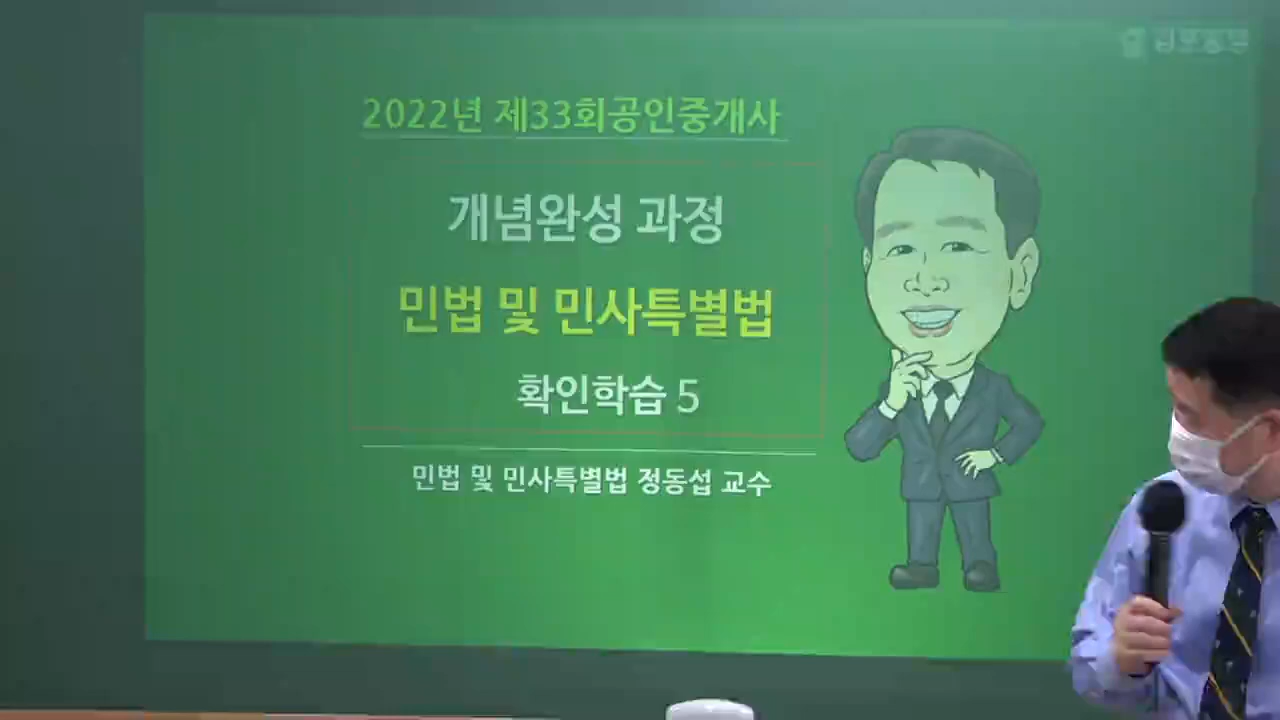 2022년 제33회공인중개사
개념완성 과정
민법 및 민사특별법
확인학습 5
민법 및 민사특별법 정동섭 교수